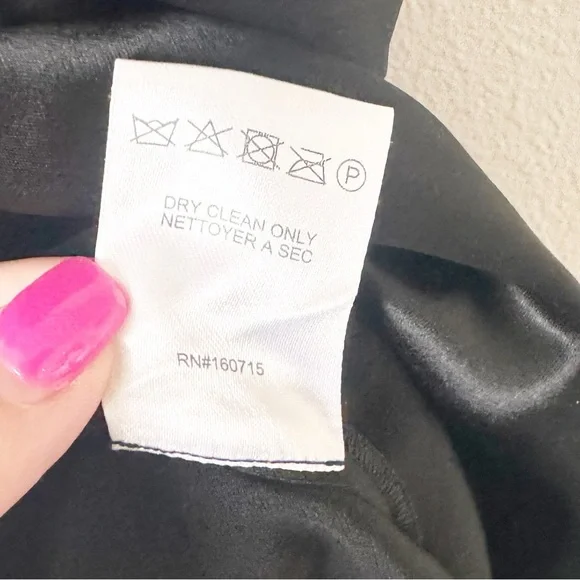 P
DRY CLEAN ONLY
NETTOYER A SEC
RN#160715